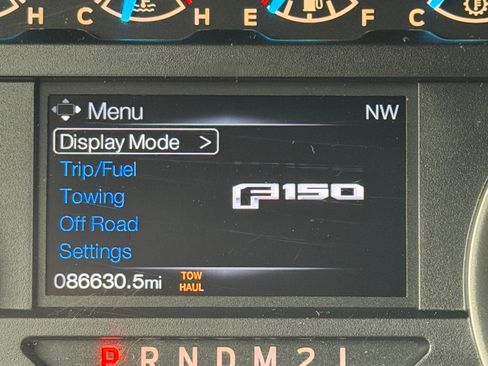 H C H E F C
Menu NW
Display Mode >
Trip/Fuel
Towing
F150
Off Road
Settings
086630.5mi TOW
HAUL
P R N D M 2 1